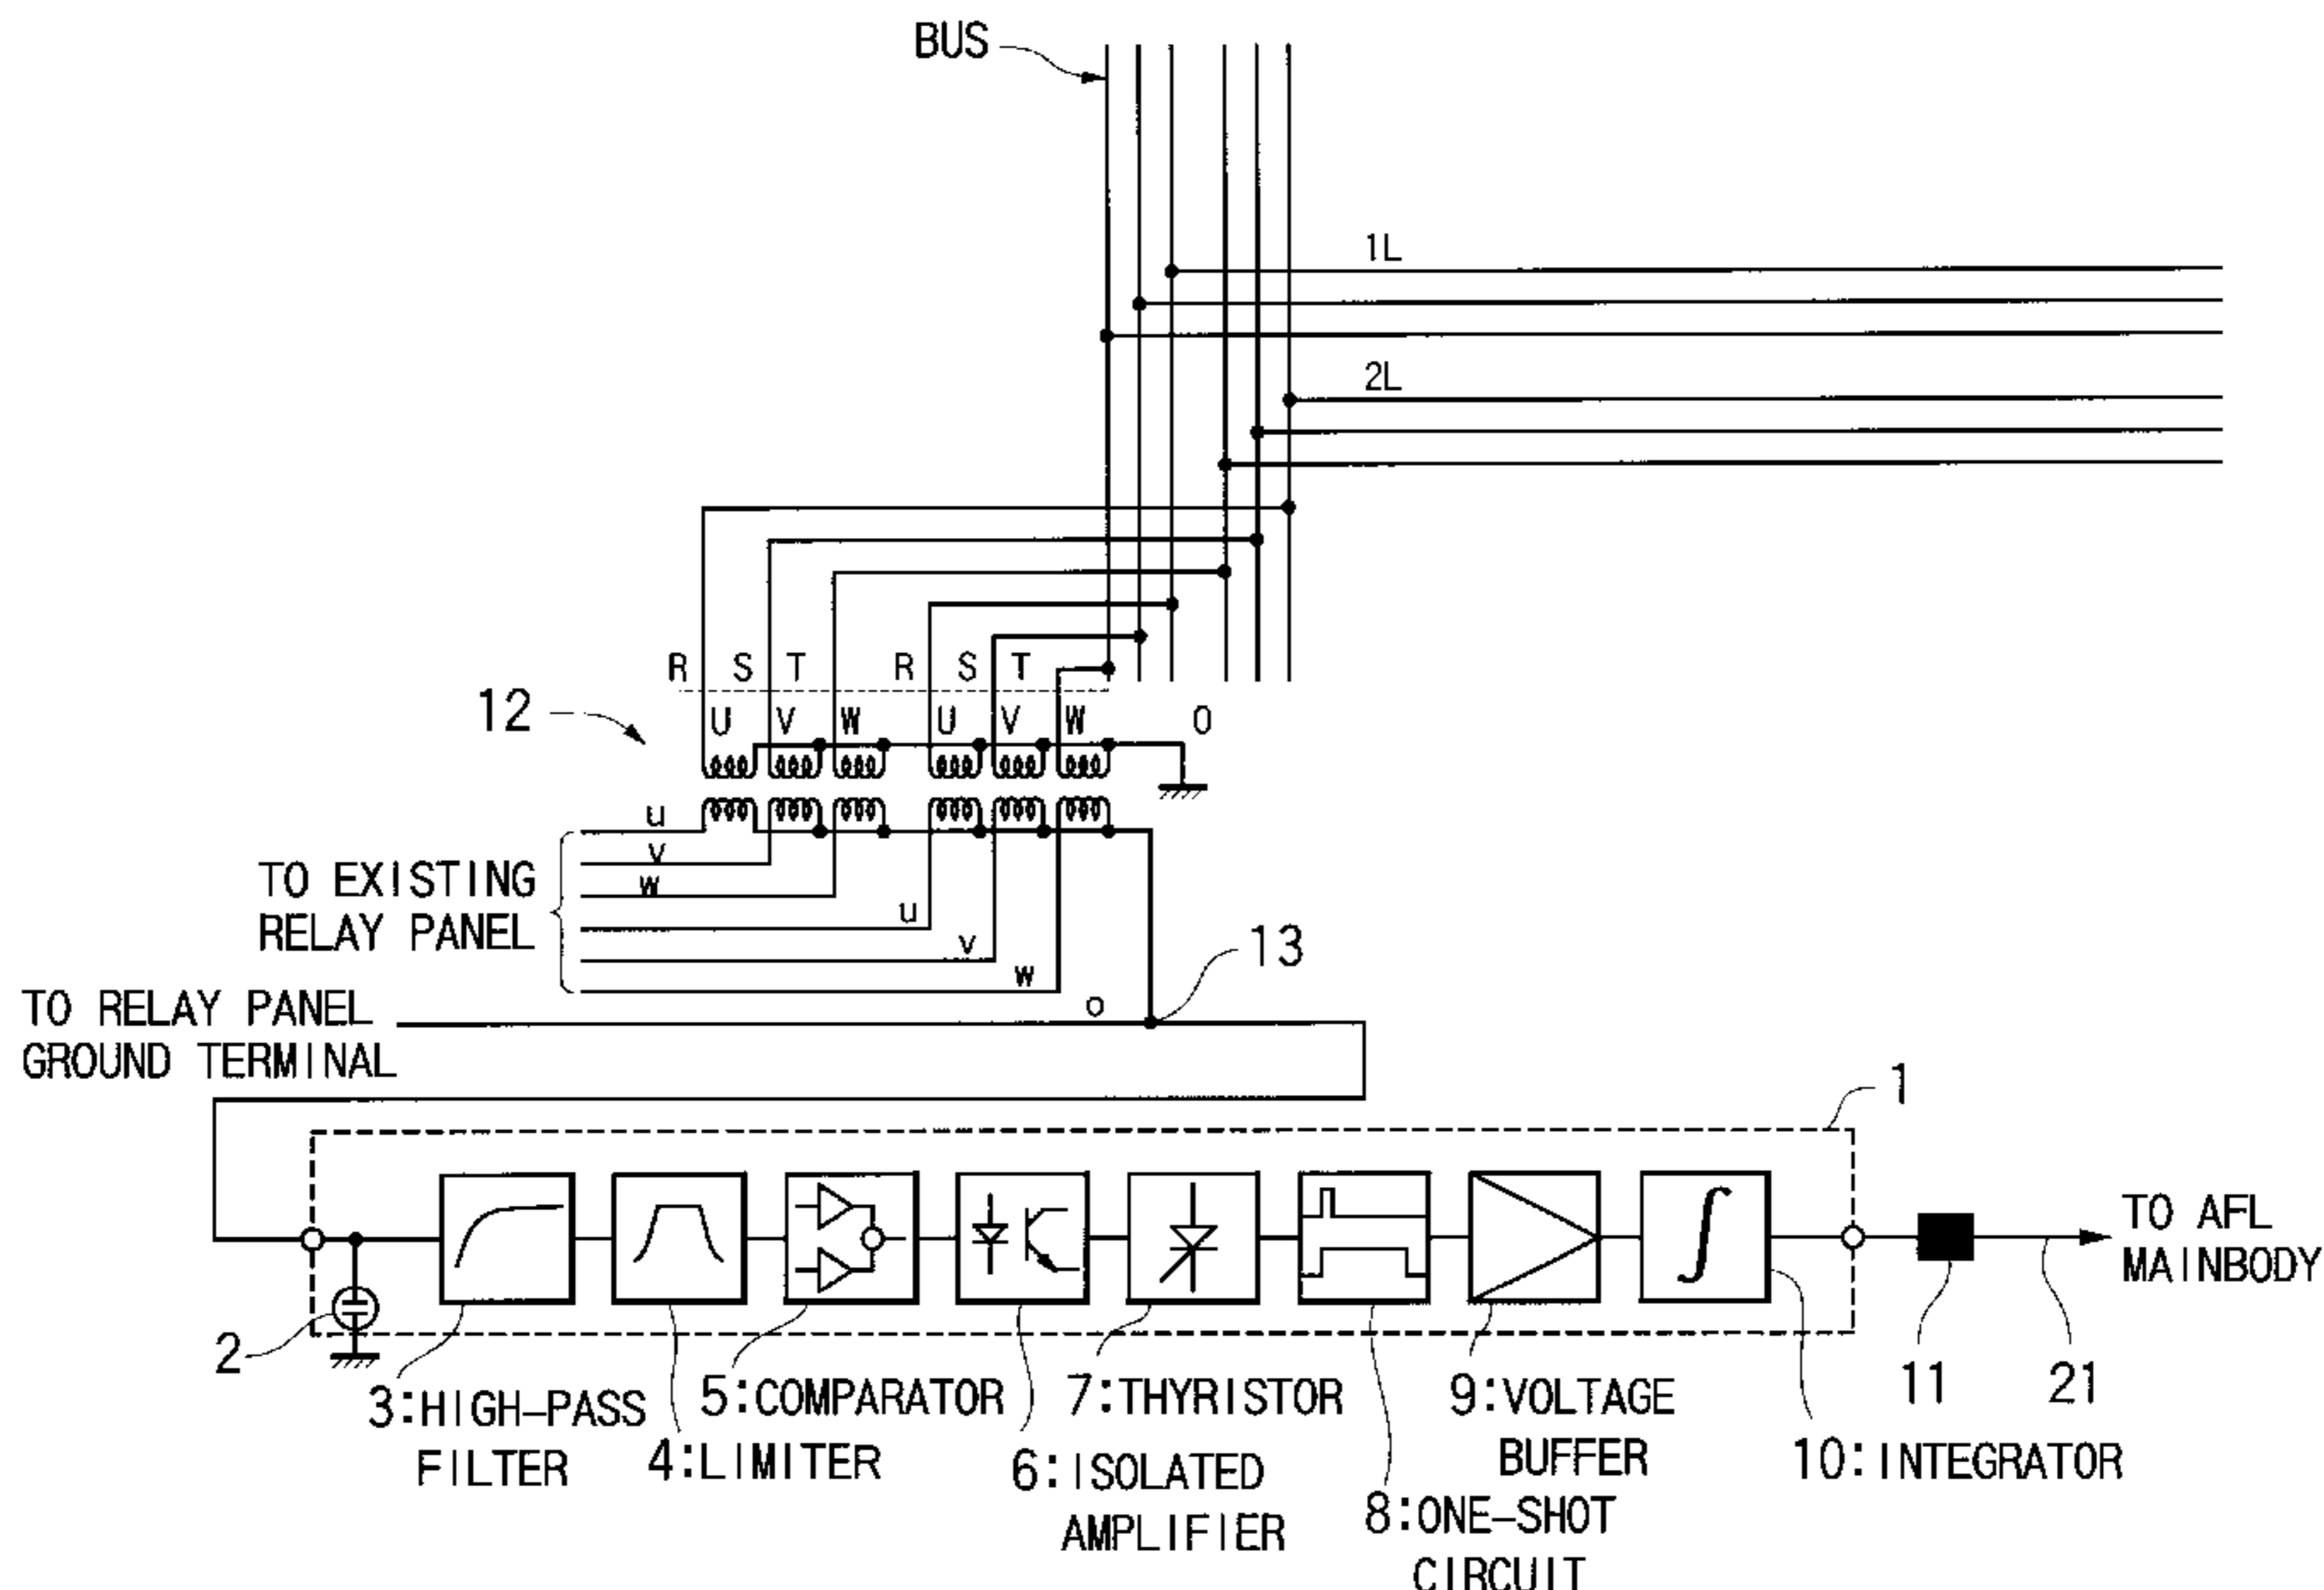 BUS
1L
2L
R S T R S T
12
U V W U V W O
u
v
w
u
v
w
o
TO EXISTING
RELAY PANEL
13
TO RELAY PANEL
GROUND TERMINAL
1
TO AFL
MAINBODY
2
11
21
3:HIGH-PASS
FILTER
4:LIMITER
5:COMPARATOR
6:ISOLATED
AMPLIFIER
7:THYRISTOR
8:ONE-SHOT
CIRCUIT
9:VOLTAGE
BUFFER
10:INTEGRATOR